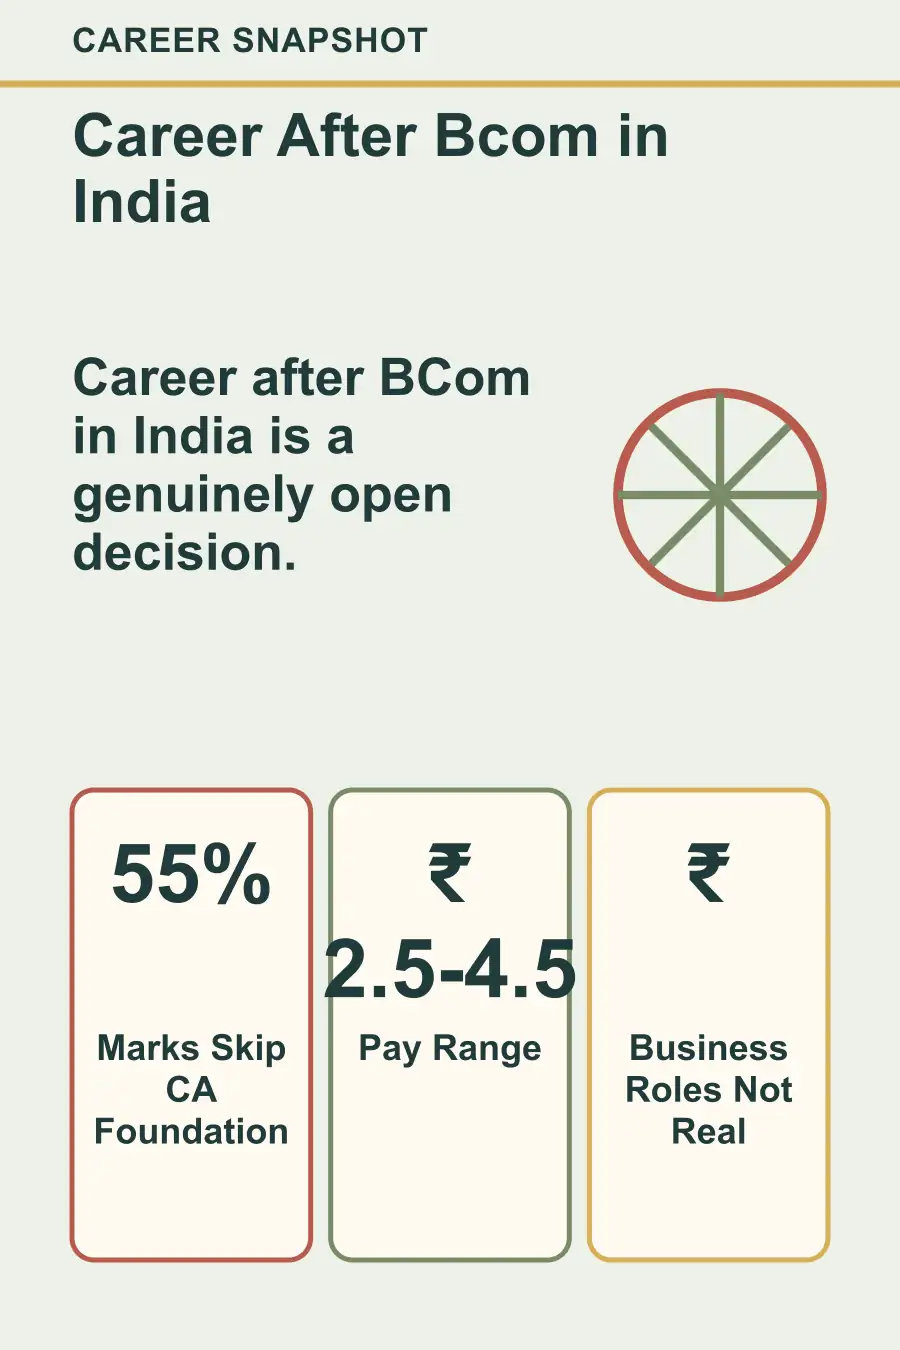 CAREER SNAPSHOT
Career After Bcom in
India
Career after BCom
in India is a
genuinely open
decision.
55%
Marks Skip
CA
Foundation
₹
2.5-4.5
Pay Range
₹
Business
Roles Not
Real